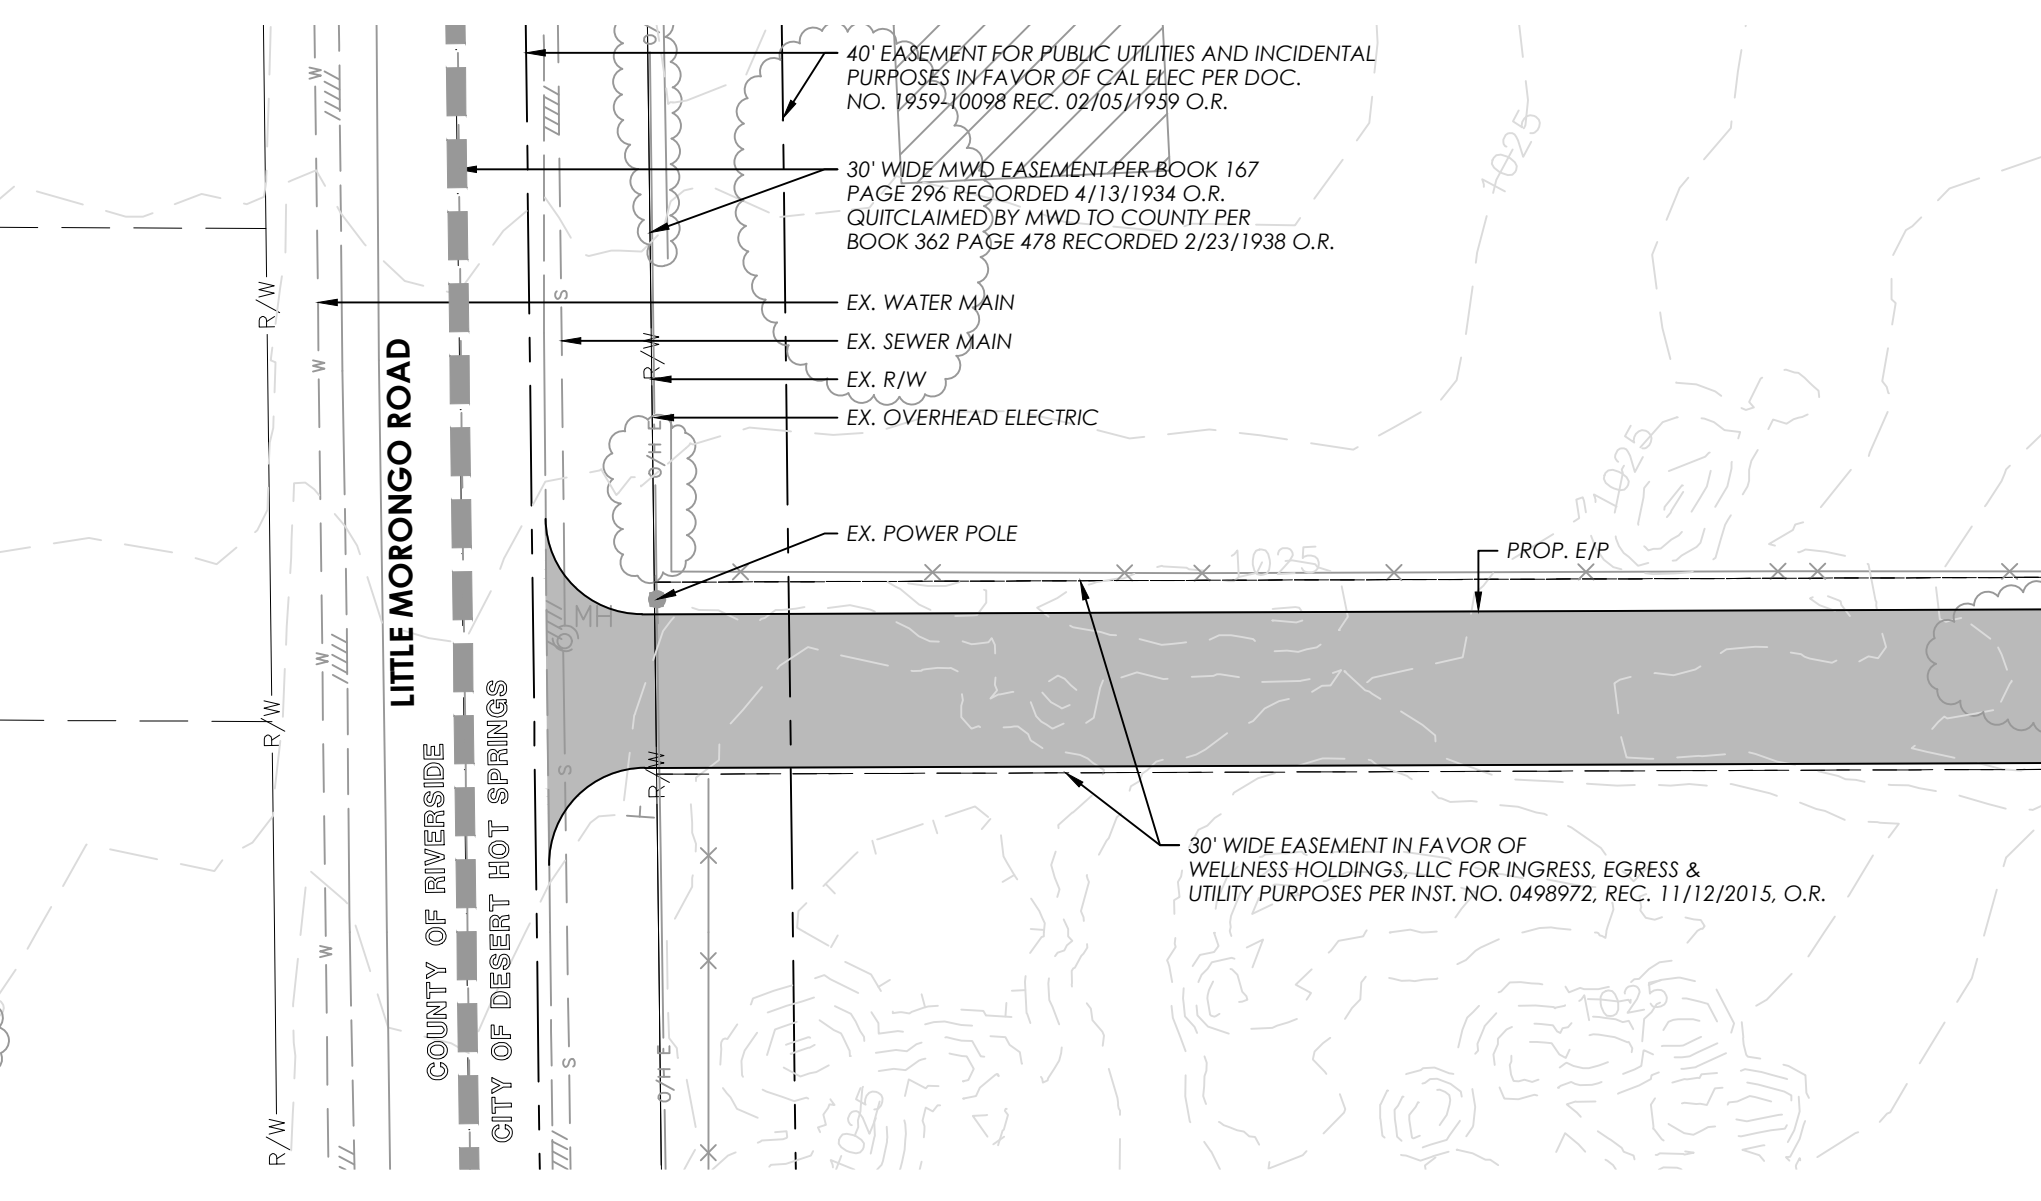 40' EASEMENT FOR PUBLIC UTILITIES AND INCIDENTAL
PURPOSES IN FAVOR OF CAL ELEC PER DOC.
NO. 1959-10098 REC. 02/05/1959 O.R.
30' WIDE MWD EASEMENT PER BOOK 167
PAGE 296 RECORDED 4/13/1934 O.R.
QUITCLAIMED BY MWD TO COUNTY PER
BOOK 362 PAGE 478 RECORDED 2/23/1938 O.R.
EX. WATER MAIN
EX. SEWER MAIN
EX. R/W
EX. OVERHEAD ELECTRIC
EX. POWER POLE
PROP. E/P
30' WIDE EASEMENT IN FAVOR OF
WELLNESS HOLDINGS, LLC FOR INGRESS, EGRESS &
UTILITY PURPOSES PER INST. NO. 0498972, REC. 11/12/2015, O.R.
LITTLE MORONGO ROAD
COUNTY OF RIVERSIDE
CITY OF DESERT HOT SPRINGS
R/W
R/W
R/W
R/W
R/W
W
W
W
W
S
S
S
O/H E
O/H E
MH
1025
1025
1025
1025
1025